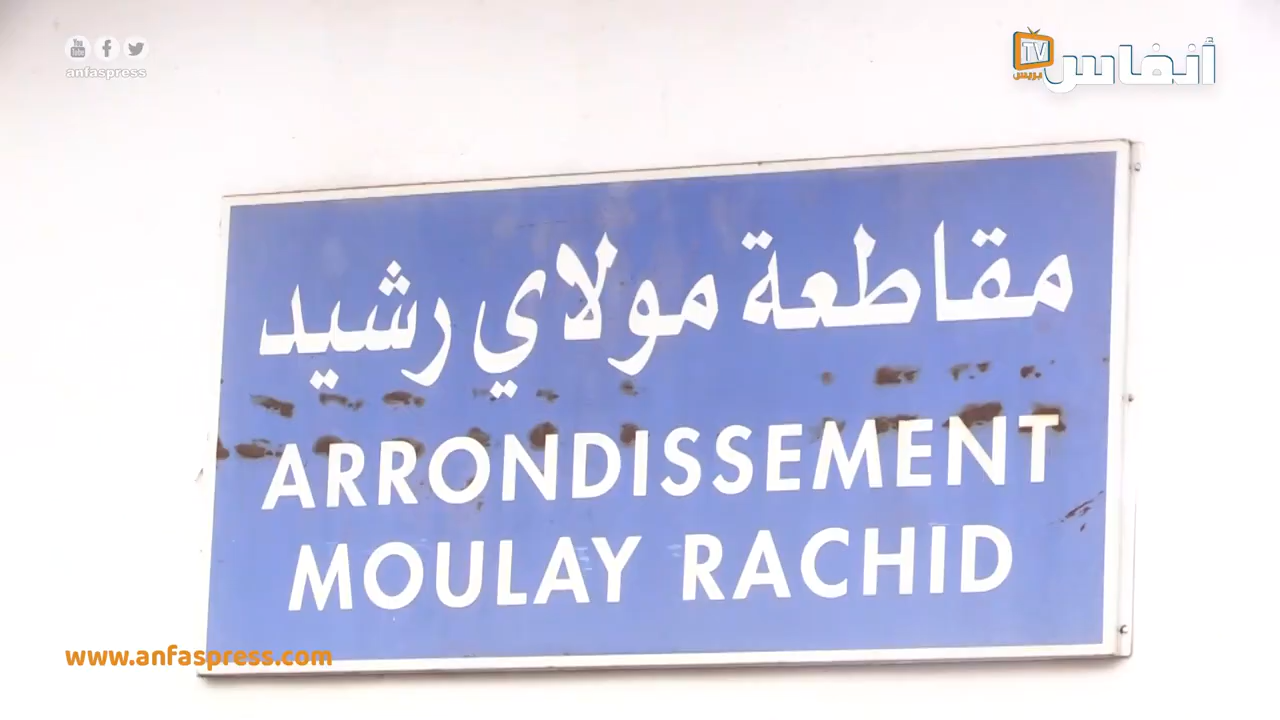 anfaspress
أنفاس
TV
بريس
مقاطعة مولاي رشيد
ARRONDISSEMENT
MOULAY RACHID
www.anfaspress.com